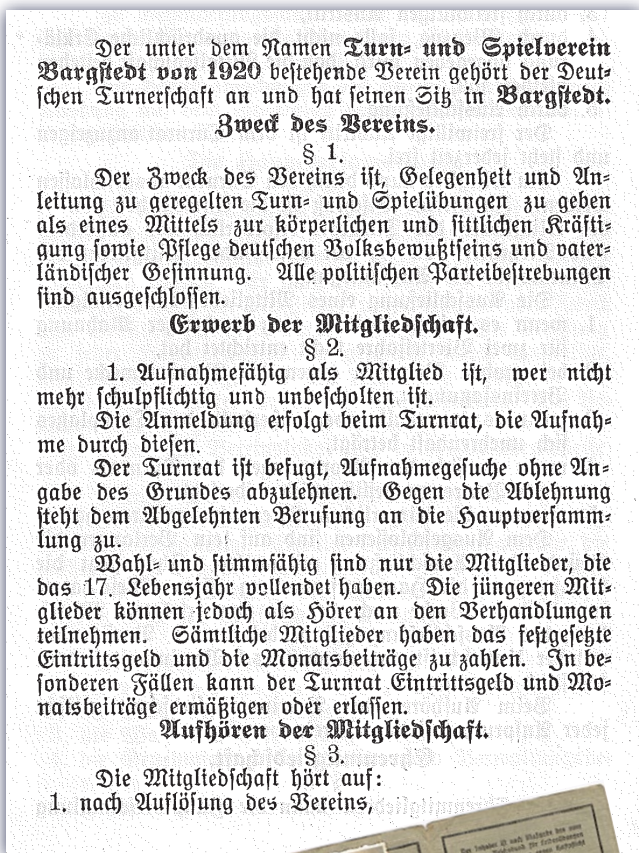 Der unter dem Namen Turn- und Spielverein
Bargstedt von 1920 bestehende Verein gehört der Deut-
schen Turnerschaft an und hat seinen Sitz in Bargstedt.
Zweck des Vereins.
§ 1.
Der Zweck des Vereins ist, Gelegenheit und An-
leitung zu geregelten Turn- und Spielübungen zu geben
als eines Mittels zur körperlichen und sittlichen Kräfti-
gung sowie Pflege deutschen Volksbewußtseins und vater-
ländischer Gesinnung. Alle politischen Parteibestrebungen
sind ausgeschlossen.
Erwerb der Mitgliedschaft.
§ 2.
1. Aufnahmefähig als Mitglied ist, wer nicht
mehr schulpflichtig und unbescholten ist.
Die Anmeldung erfolgt beim Turnrat, die Aufnah-
me durch diesen.
Der Turnrat ist befugt, Aufnahmegesuche ohne An-
gabe des Grundes abzulehnen. Gegen die Ablehnung
steht dem Abgelehnten Berufung an die Hauptversamm-
lung zu.
Wahl- und stimmfähig sind nur die Mitglieder, die
das 17. Lebensjahr vollendet haben. Die jüngeren Mit-
glieder können jedoch als Hörer an den Verhandlungen
teilnehmen. Sämtliche Mitglieder haben das festgesetzte
Eintrittsgeld und die Monatsbeiträge zu zahlen. In be-
sonderen Fällen kann der Turnrat Eintrittsgeld und Mo-
natsbeiträge ermäßigen oder erlassen.
Aufhören der Mitgliedschaft.
§ 3.
Die Mitgliedschaft hört auf:
1. nach Auflösung des Vereins,